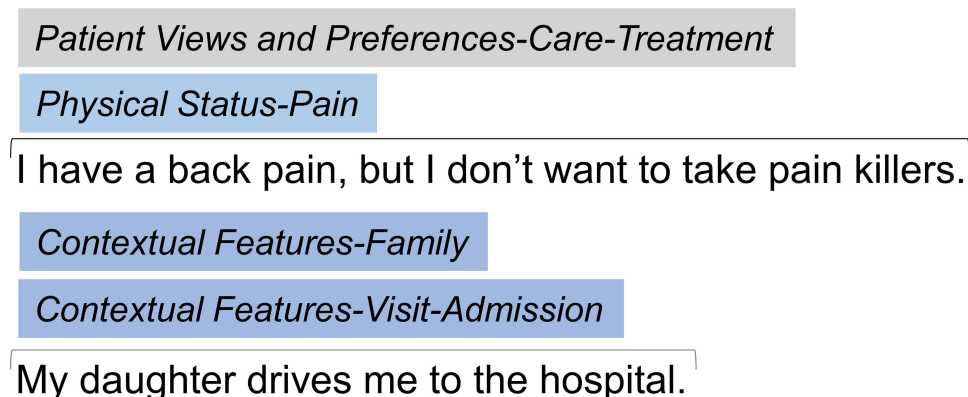 Patient Views and Preferences-Care-Treatment
Physical Status-Pain
I have a back pain, but I don’t want to take pain killers.
Contextual Features-Family
Contextual Features-Visit-Admission
My daughter drives me to the hospital.